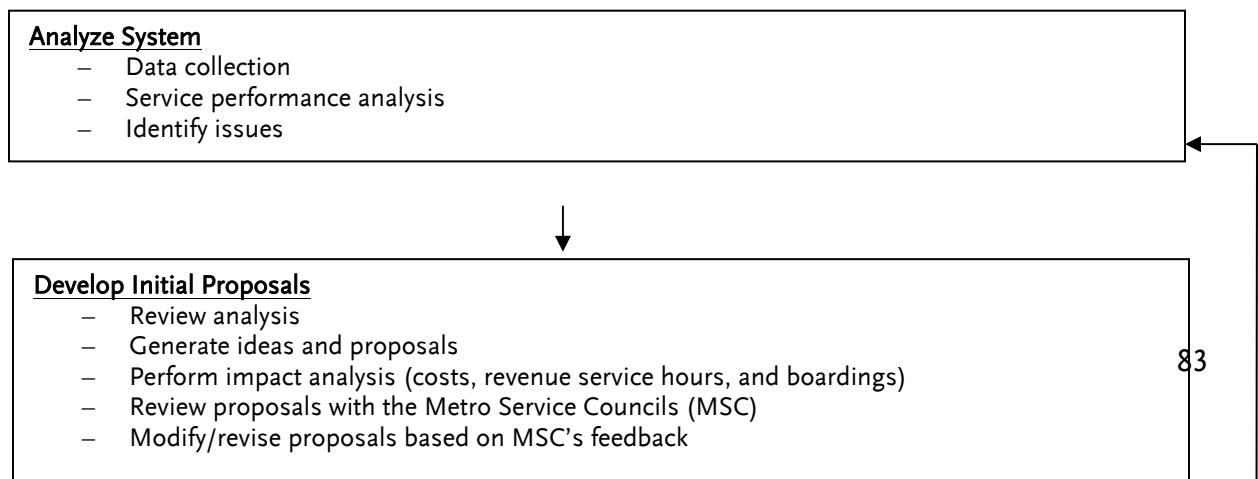 Analyze System
– Data collection
– Service performance analysis
– Identify issues
Develop Initial Proposals
– Review analysis
– Generate ideas and proposals
– Perform impact analysis (costs, revenue service hours, and boardings)
– Review proposals with the Metro Service Councils (MSC)
– Modify/revise proposals based on MSC’s feedback
83